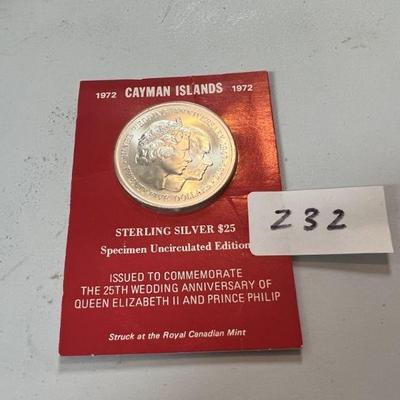 1972 CAYMAN ISLANDS 1972
STERLING SILVER $25
Specimen Uncirculated Edition
232
ISSUED TO COMMEMORATE
THE 25TH WEDDING ANNIVERSARY OF
QUEEN ELIZABETH II AND PRINCE PHILIP
Struck at the Royal Canadian Mint